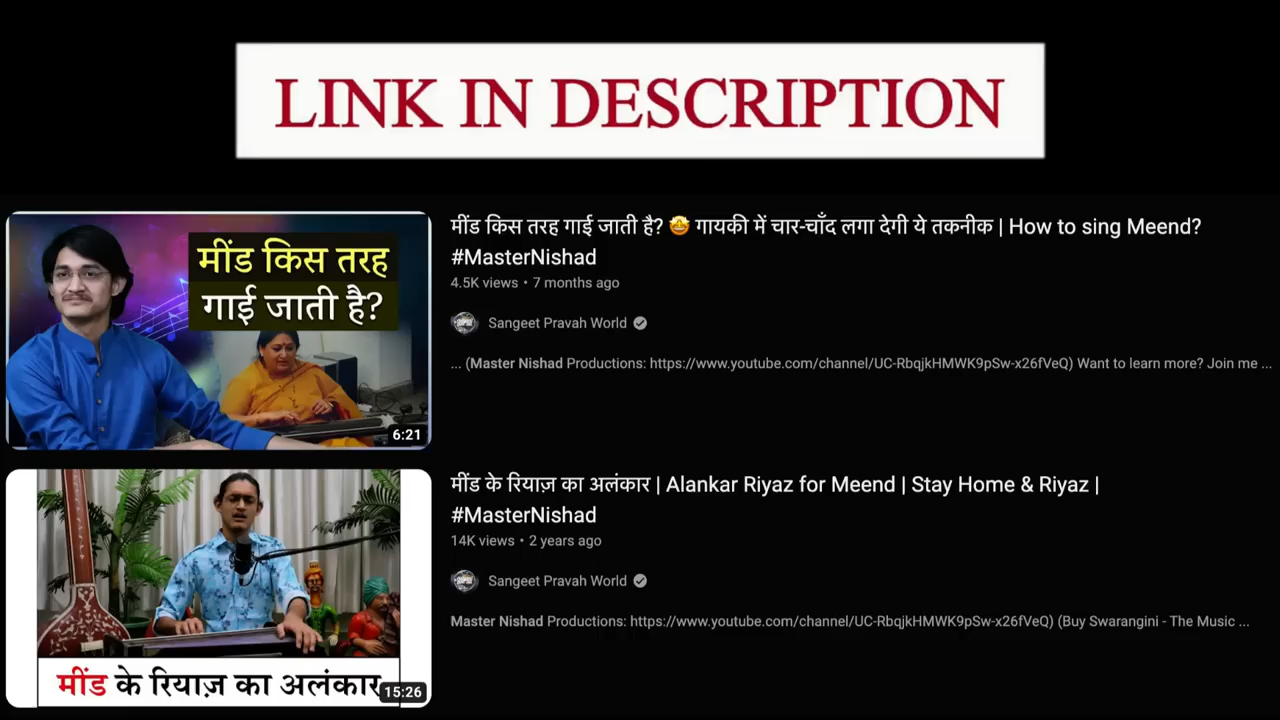 LINK IN DESCRIPTION
मींड किस तरह
गाई जाती है?
6:21
मींड किस तरह गाई जाती है? 🤩 गायकी में चार-चाँद लगा देगी ये तकनीक | How to sing Meend?
#MasterNishad
4.5K views • 7 months ago
Sangeet Pravah World
... (Master Nishad Productions: https://www.youtube.com/channel/UC-RbqjkHMWK9pSw-x26fVeQ) Want to learn more? Join me ...
मींड के रियाज़ का अलंकार
15:26
मींड के रियाज़ का अलंकार | Alankar Riyaz for Meend | Stay Home & Riyaz |
#MasterNishad
14K views • 2 years ago
Sangeet Pravah World
Master Nishad Productions: https://www.youtube.com/channel/UC-RbqjkHMWK9pSw-x26fVeQ) (Buy Swarangini - The Music ...